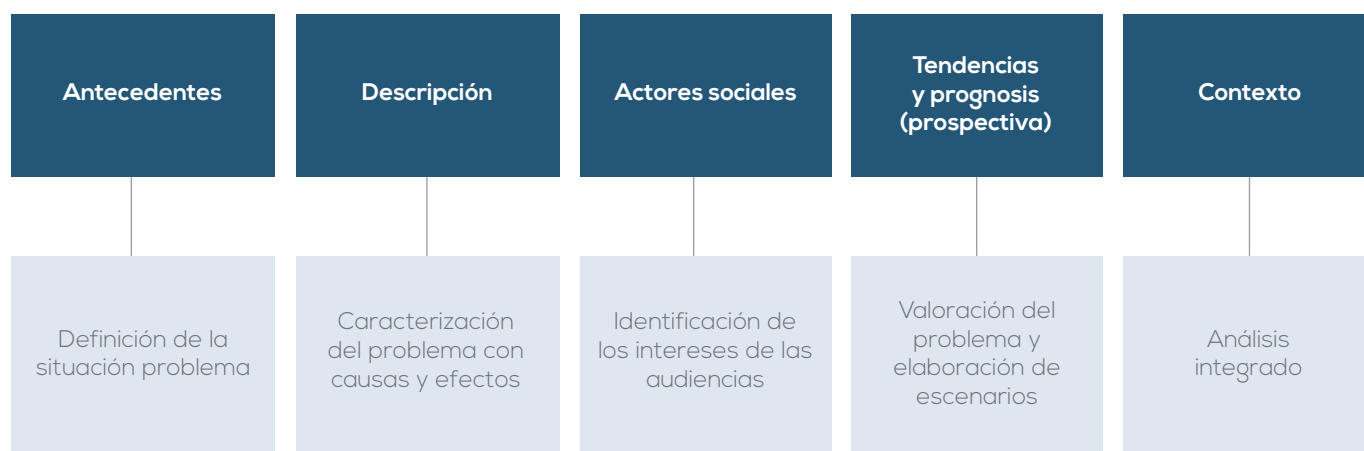 Antecedentes
Descripción
Actores sociales
Tendencias
y prognosis
(prospectiva)
Contexto
Definición de la
situación problema
Caracterización
del problema con
causas y efectos
Identificación de
los intereses de las
audiencias
Valoración del
problema y
elaboración de
escenarios
Análisis
integrado